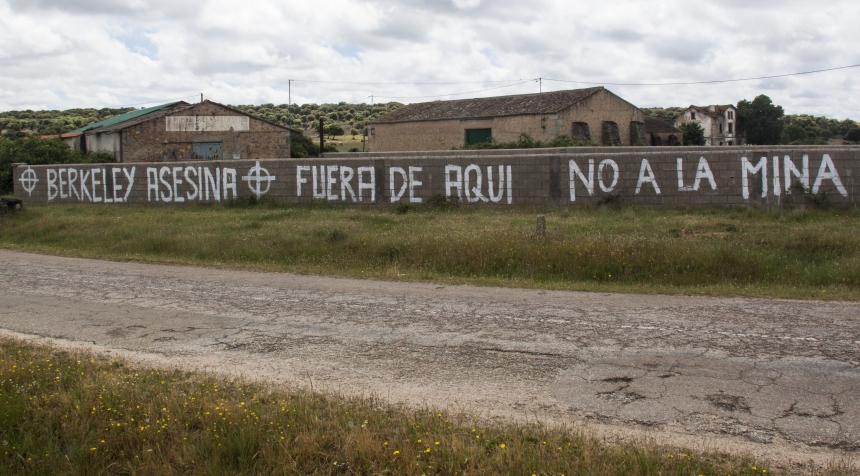 BERKELEY ASESINA FUERA DE AQUI NO A LA MINA